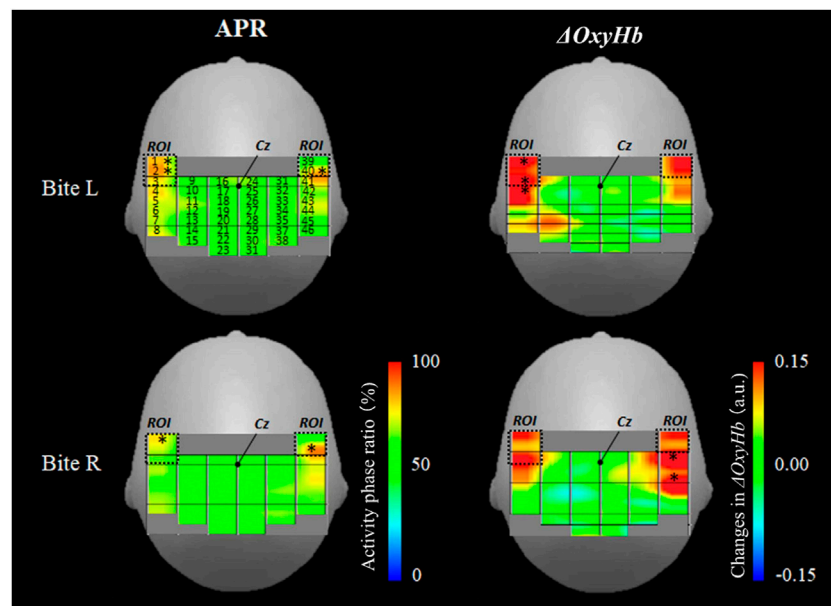 APR
ΔOxyHb
Bite L
ROI Cz ROI
1 * 39
2 * 40 *
3 9 16 24 31 41
4 10 17 25 32 42
5 11 18 26 33 43
6 12 19 27 34 44
7 13 20 28 35 45
8 14 21 29 37 46
15 22 30 38
23 31
ROI Cz ROI
*
*
*
Bite R
ROI Cz ROI
*
*
100
50
0
Activity phase ratio (%)
ROI Cz ROI
*
*
0.15
0.00
-0.15
Changes in ΔOxyHb (a.u.)